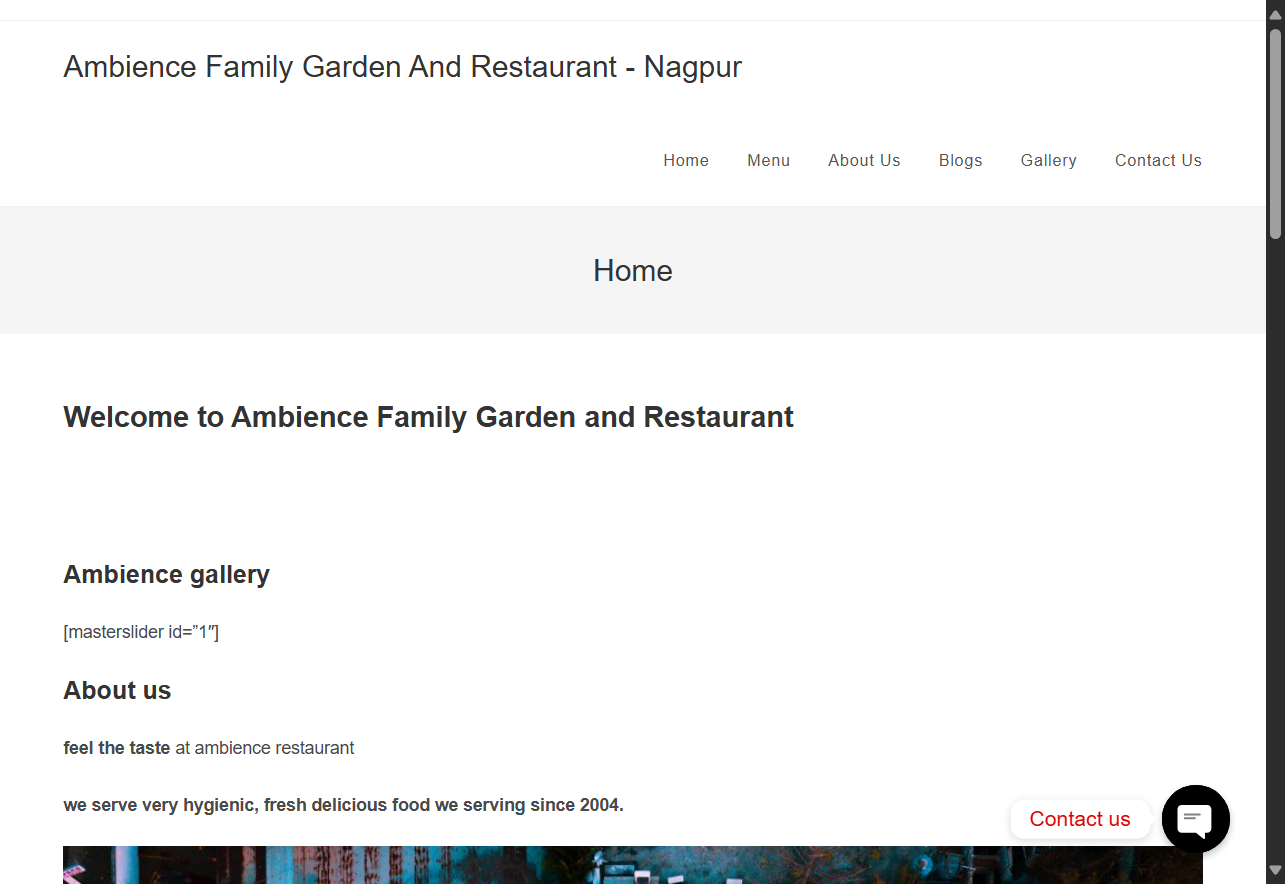 Ambience Family Garden And Restaurant - Nagpur
Home Menu About Us Blogs Gallery Contact Us
Home
Welcome to Ambience Family Garden and Restaurant
Ambience gallery
[masterslider id=”1″]
About us
feel the taste at ambience restaurant
we serve very hygienic, fresh delicious food we serving since 2004.
Contact us